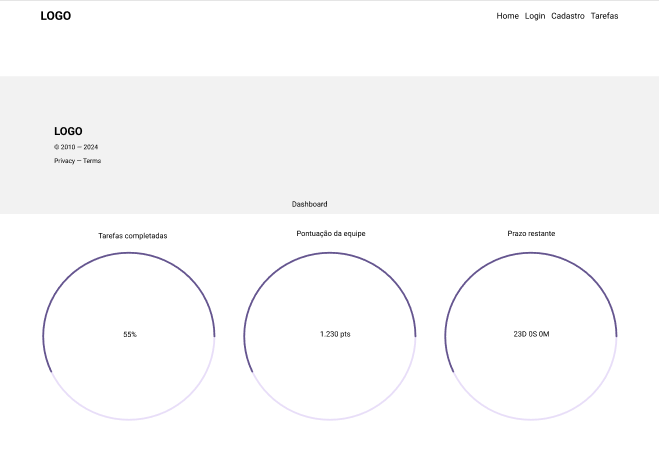 LOGO
Home Login Cadastro Tarefas
LOGO
© 2010 — 2024
Privacy — Terms
Dashboard
Tarefas completadas
Pontuação da equipe
Prazo restante
55%
1.230 pts
23D 0S 0M